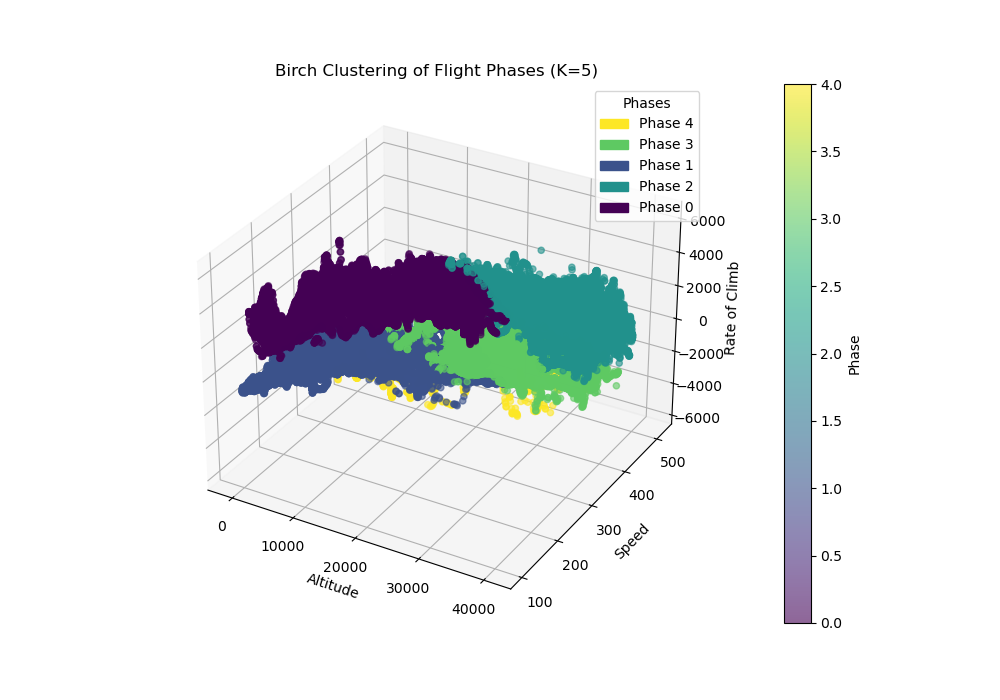 Birch Clustering of Flight Phases (K=5)
Phases
Phase 4
Phase 3
Phase 1
Phase 2
Phase 0
6000
4000
2000
0
−2000
−4000
−6000
Rate of Climb
500
400
300
200
100
Speed
0
10000
20000
30000
40000
Altitude
4.0
3.5
3.0
2.5
2.0
1.5
1.0
0.5
0.0
Phase